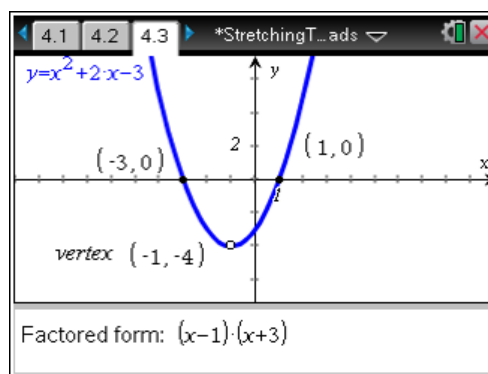 4.1 4.2 4.3 *StretchingT...ads
y=x²+2·x-3
y
2
(-3,0)
(1,0)
x
1
vertex (-1,-4)
Factored form: (x-1)·(x+3)